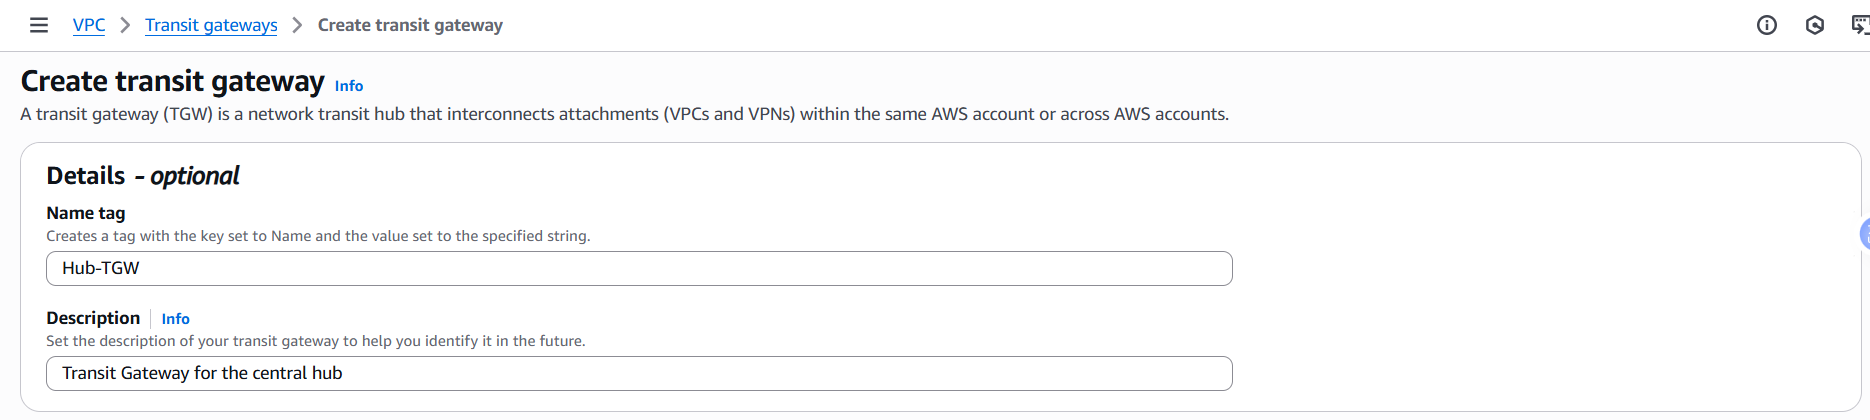 VPC > Transit gateways > Create transit gateway
Create transit gateway Info
A transit gateway (TGW) is a network transit hub that interconnects attachments (VPCs and VPNs) within the same AWS account or across AWS accounts.
Details - optional
Name tag
Creates a tag with the key set to Name and the value set to the specified string.
Hub-TGW
Description | Info
Set the description of your transit gateway to help you identify it in the future.
Transit Gateway for the central hub